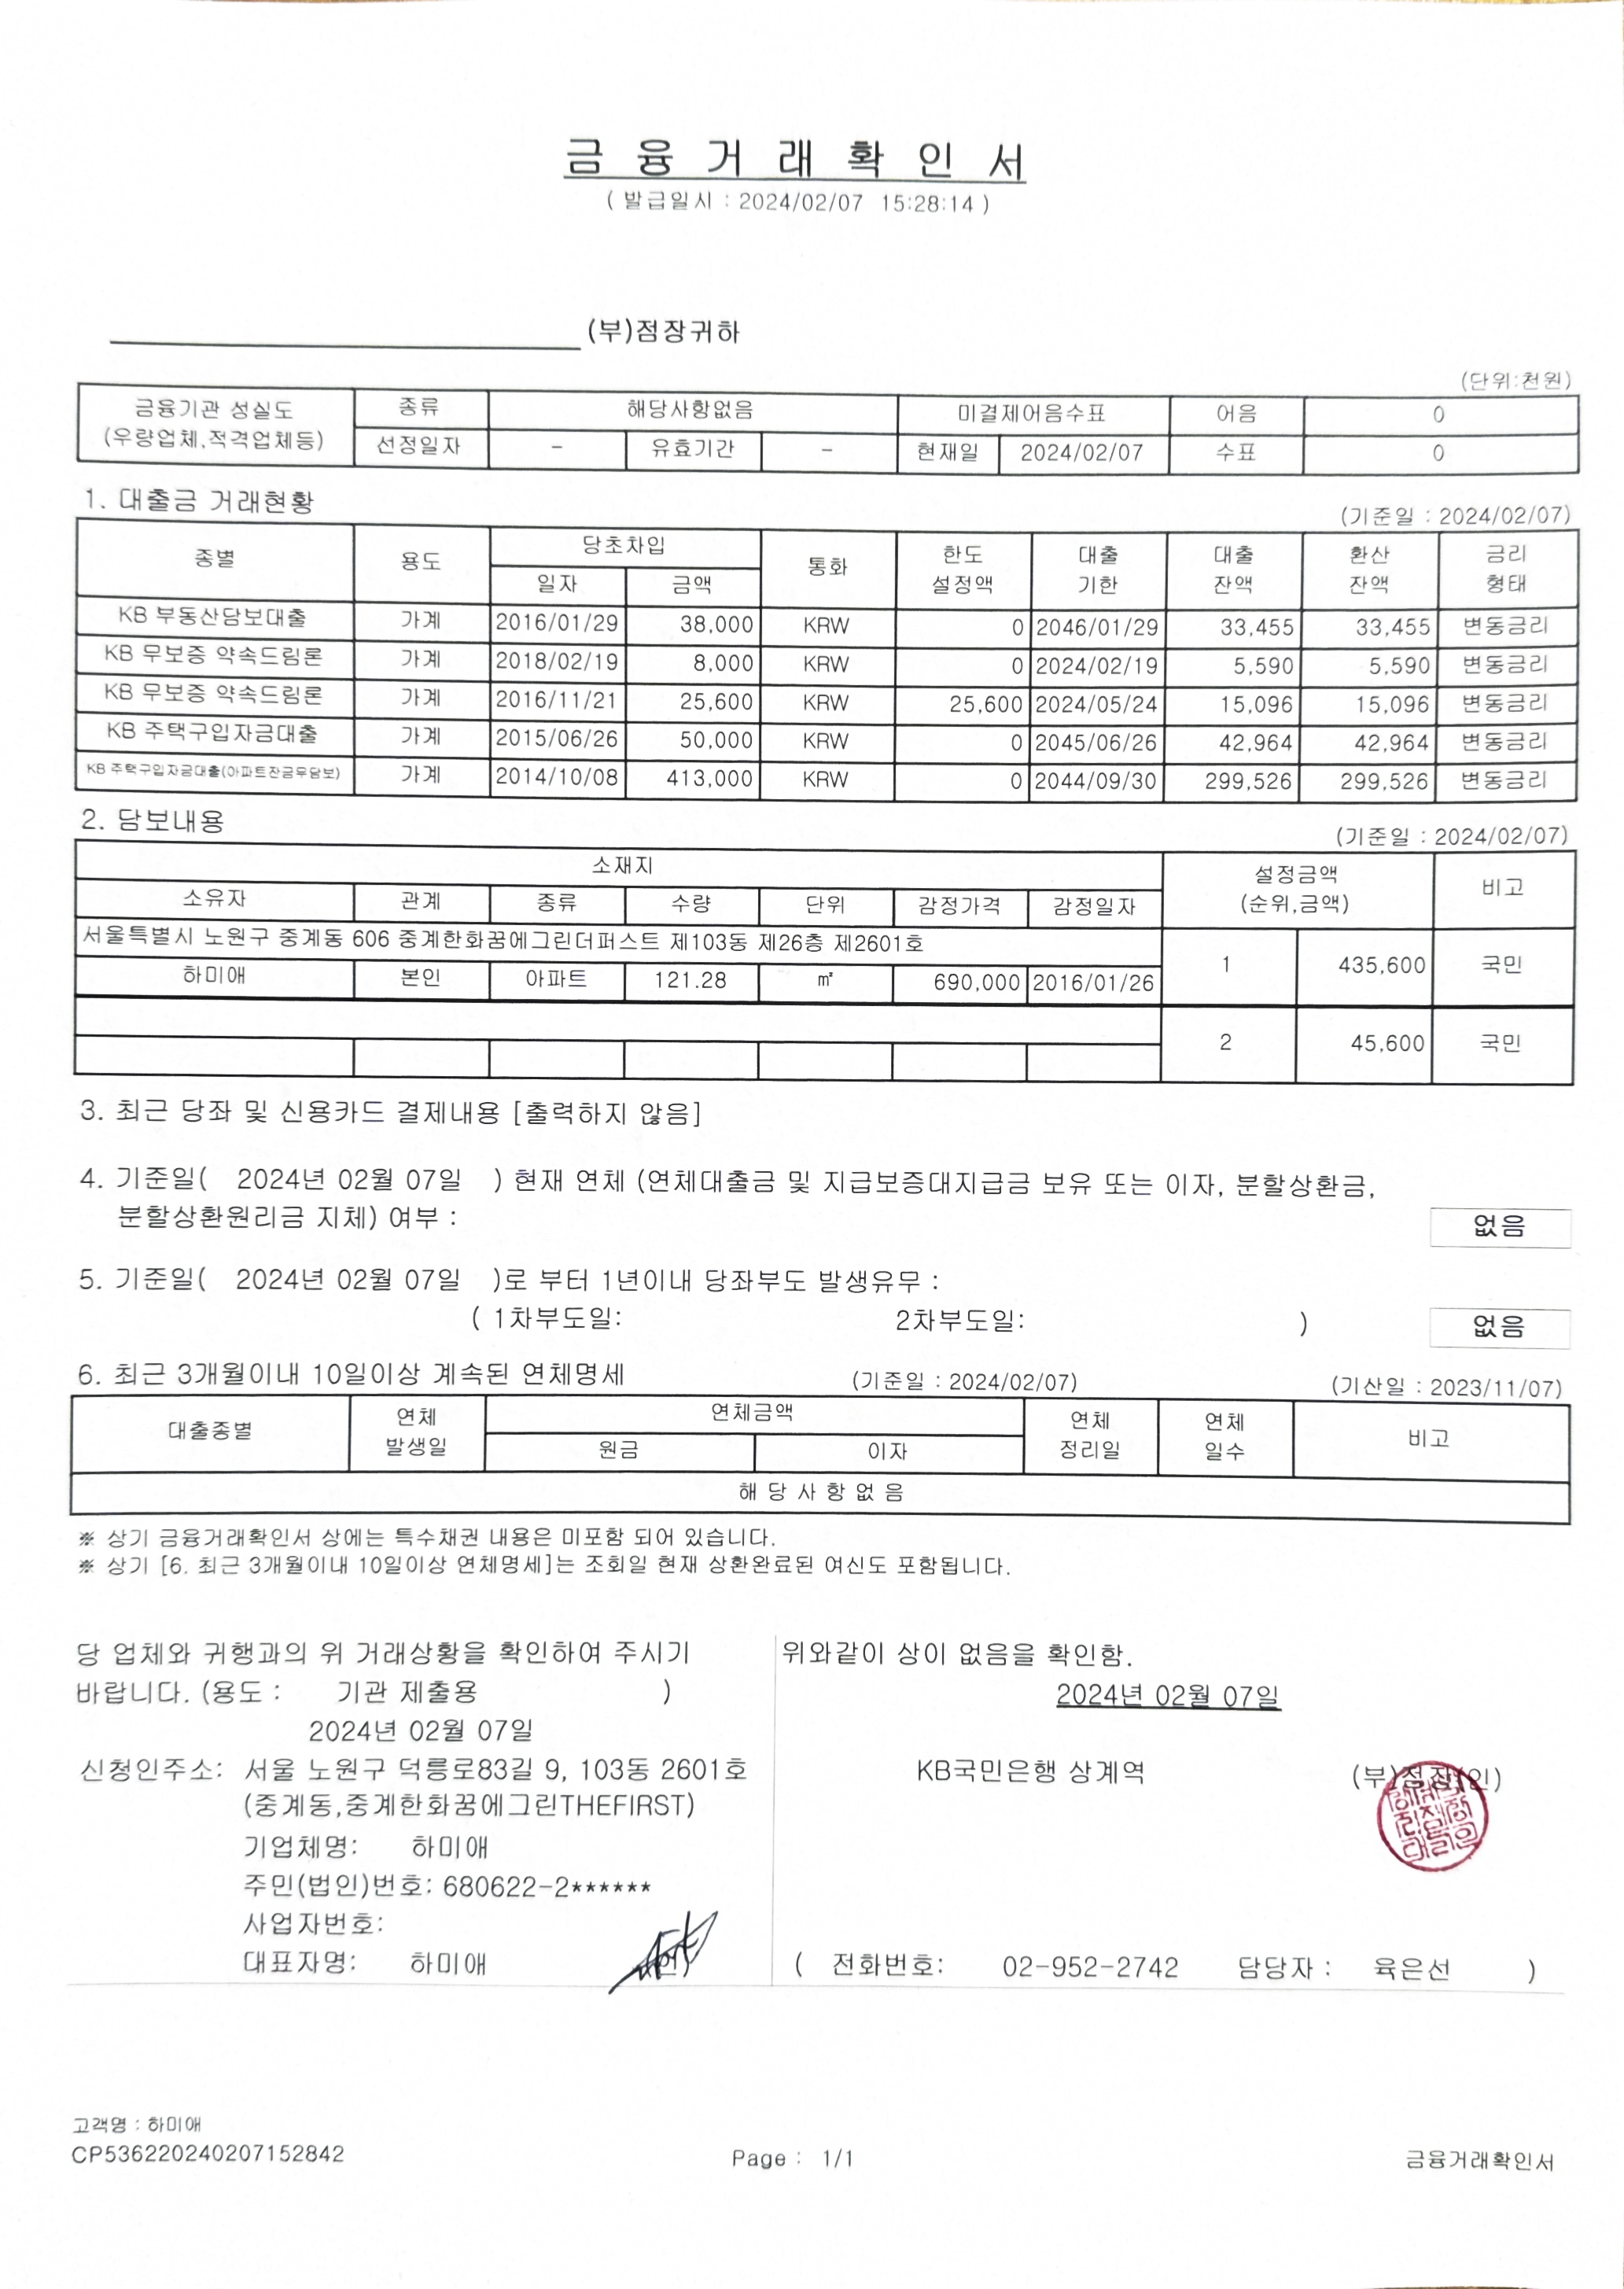 금융거래확인서
( 발급일시 : 2024/02/07 15:28:14 )
(부)점장귀하
(단위:천원)
금융기관 성실도 종류 해당사항없음 미결제어음수표 어음 0
(우량업체,적격업체등) 선정일자 - 유효기간 - 현재일 2024/02/07 수표 0
1. 대출금 거래현황 (기준일 : 2024/02/07)
종별 용도 당초차입 통화 한도 대출 대출 환산 금리
일자 금액 설정액 기한 잔액 잔액 형태
KB 부동산담보대출 가계 2016/01/29 38,000 KRW 0 2046/01/29 33,455 33,455 변동금리
KB 무보증 약속드림론 가계 2018/02/19 8,000 KRW 0 2024/02/19 5,590 5,590 변동금리
KB 무보증 약속드림론 가계 2016/11/21 25,600 KRW 25,600 2024/05/24 15,096 15,096 변동금리
KB 주택구입자금대출 가계 2015/06/26 50,000 KRW 0 2045/06/26 42,964 42,964 변동금리
KB 주택구입자금대출(아파트잔금무담보) 가계 2014/10/08 413,000 KRW 0 2044/09/30 299,526 299,526 변동금리
2. 담보내용 (기준일 : 2024/02/07)
소재지 설정금액 비고
소유자 관계 종류 수량 단위 감정가격 감정일자 (순위,금액)
서울특별시 노원구 중계동 606 중계한화꿈에그린더퍼스트 제103동 제26층 제2601호 1 435,600 국민
하미애 본인 아파트 121.28 ㎡ 690,000 2016/01/26
2 45,600 국민
3. 최근 당좌 및 신용카드 결제내용 [출력하지 않음]
4. 기준일( 2024년 02월 07일 ) 현재 연체 (연체대출금 및 지급보증대지급금 보유 또는 이자, 분할상환금,
분할상환원리금 지체) 여부 : 없음
5. 기준일( 2024년 02월 07일 )로 부터 1년이내 당좌부도 발생유무 :
( 1차부도일: 2차부도일: ) 없음
6. 최근 3개월이내 10일이상 계속된 연체명세 (기준일 : 2024/02/07) (기산일 : 2023/11/07)
대출종별 연체 연체금액 연체 연체 비고
발생일 원금 이자 정리일 일수
해 당 사 항 없 음
※ 상기 금융거래확인서 상에는 특수채권 내용은 미포함 되어 있습니다.
※ 상기 [6. 최근 3개월이내 10일이상 연체명세]는 조회일 현재 상환완료된 여신도 포함됩니다.
당 업체와 귀행과의 위 거래상황을 확인하여 주시기
바랍니다. (용도 : 기관 제출용 )
2024년 02월 07일
신청인주소: 서울 노원구 덕릉로83길 9, 103동 2601호
(중계동,중계한화꿈에그린THEFIRST)
기업체명: 하미애
주민(법인)번호: 680622-2******
사업자번호:
대표자명: 하미애 (인)
위와같이 상이 없음을 확인함.
2024년 02월 07일
KB국민은행 상계역 (부)점장(인)
( 전화번호: 02-952-2742 담당자 : 육은선 )
고객명 : 하미애
CP536220240207152842 Page : 1/1 금융거래확인서